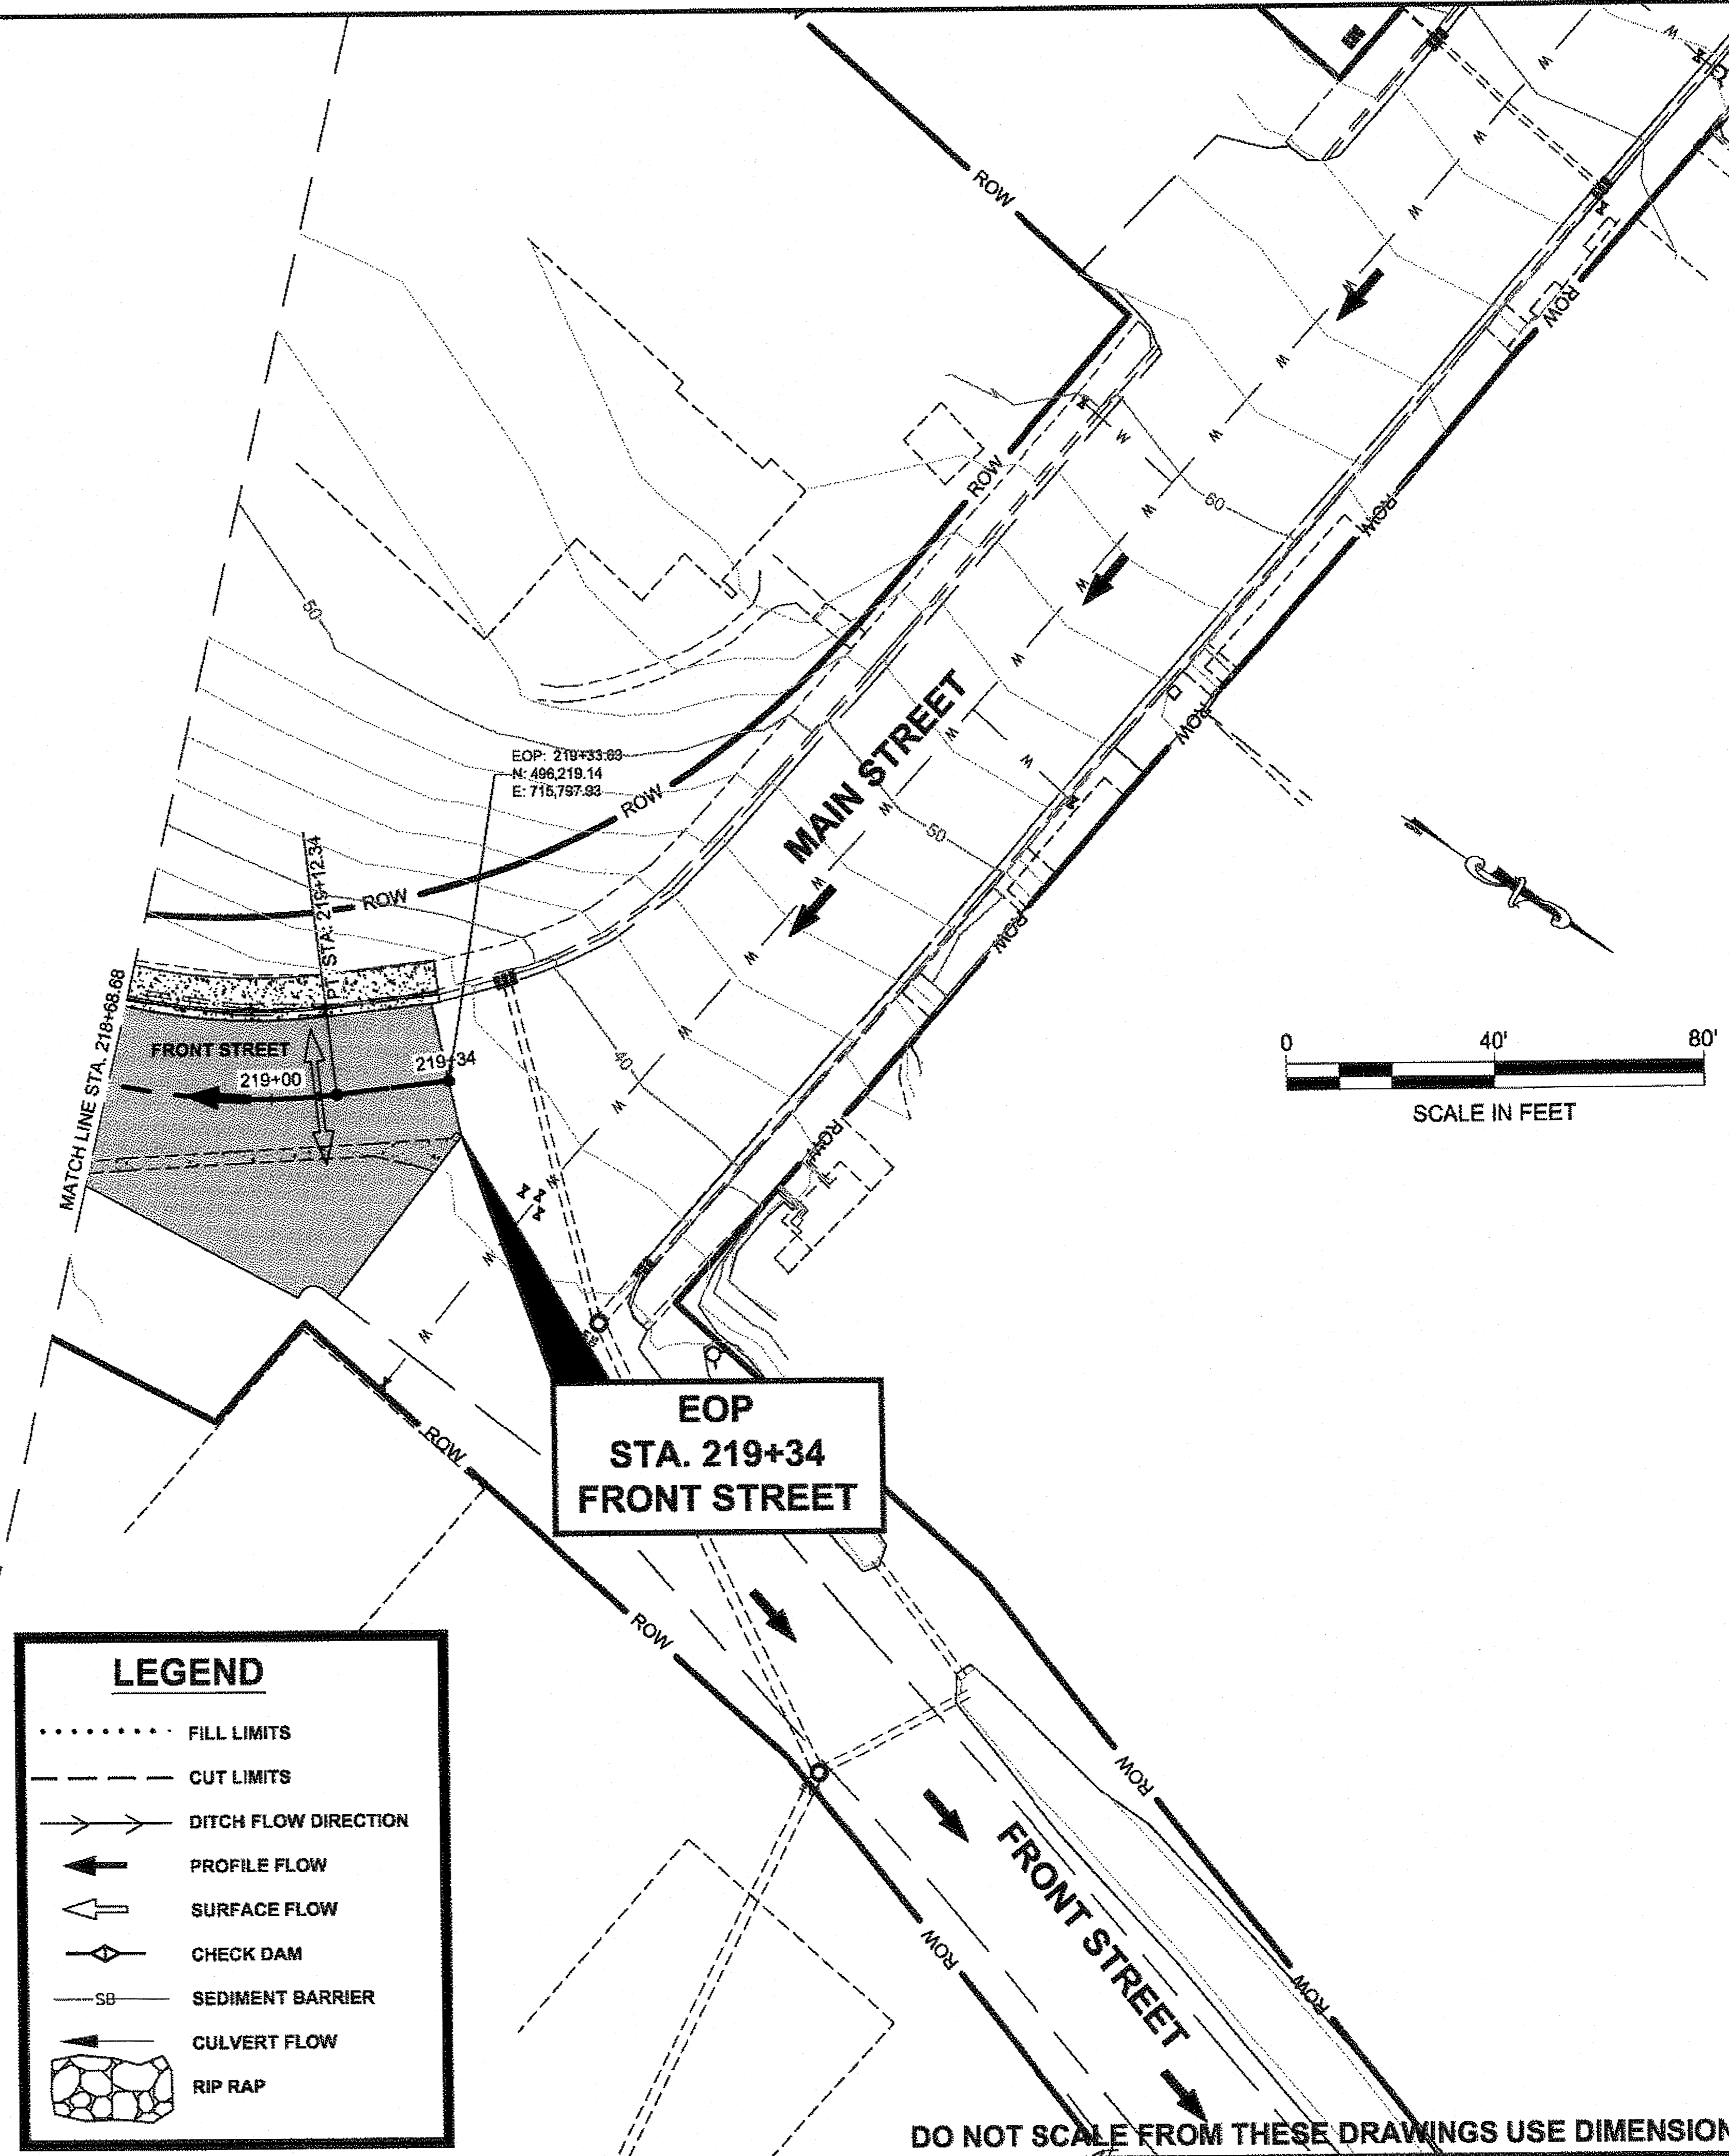 ROW
W
W
W
W
W
W
W
ROW
W
W
ROW
60
ROW
W
W
50
W
MAIN STREET
ROW
W
W
EOP: 219+33.63
N: 496,219.14
E: 715,797.93
ROW
W
50
W
PT STA: 219+12.34
ROW
W
ROW
MATCH LINE STA. 218+68.68
FRONT STREET
219+00
219+34
W
40
W
0 40' 80'
SCALE IN FEET
ROW
W
W
W
EOP
STA. 219+34
FRONT STREET
ROW
ROW
ROW
FRONT STREET
ROW
ROW
LEGEND
FILL LIMITS
CUT LIMITS
DITCH FLOW DIRECTION
PROFILE FLOW
SURFACE FLOW
CHECK DAM
SB SEDIMENT BARRIER
CULVERT FLOW
RIP RAP
DO NOT SCALE FROM THESE DRAWINGS USE DIMENSION